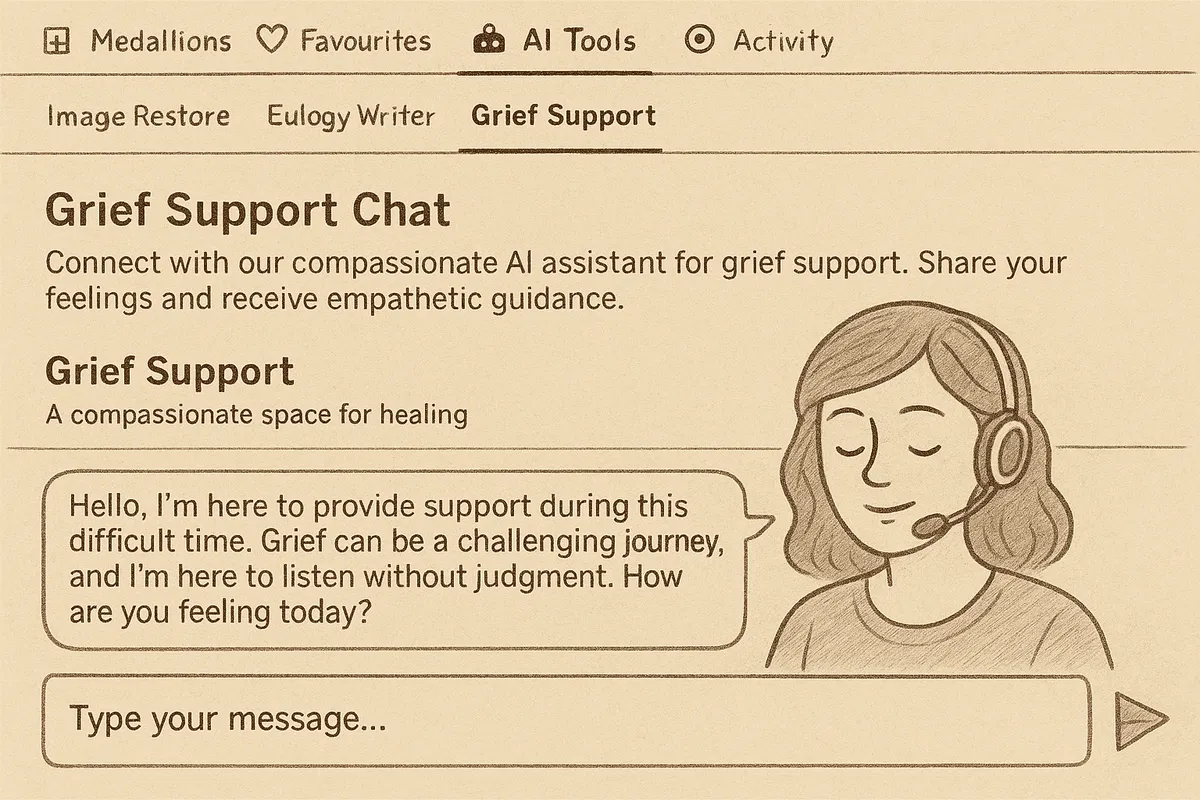 Medallions Favourites AI Tools Activity
Image Restore Eulogy Writer Grief Support
Grief Support Chat
Connect with our compassionate AI assistant for grief support. Share your
feelings and receive empathetic guidance.
Grief Support
A compassionate space for healing
Hello, I'm here to provide support during this
difficult time. Grief can be a challenging journey,
and I'm here to listen without judgment. How
are you feeling today?
Type your message...